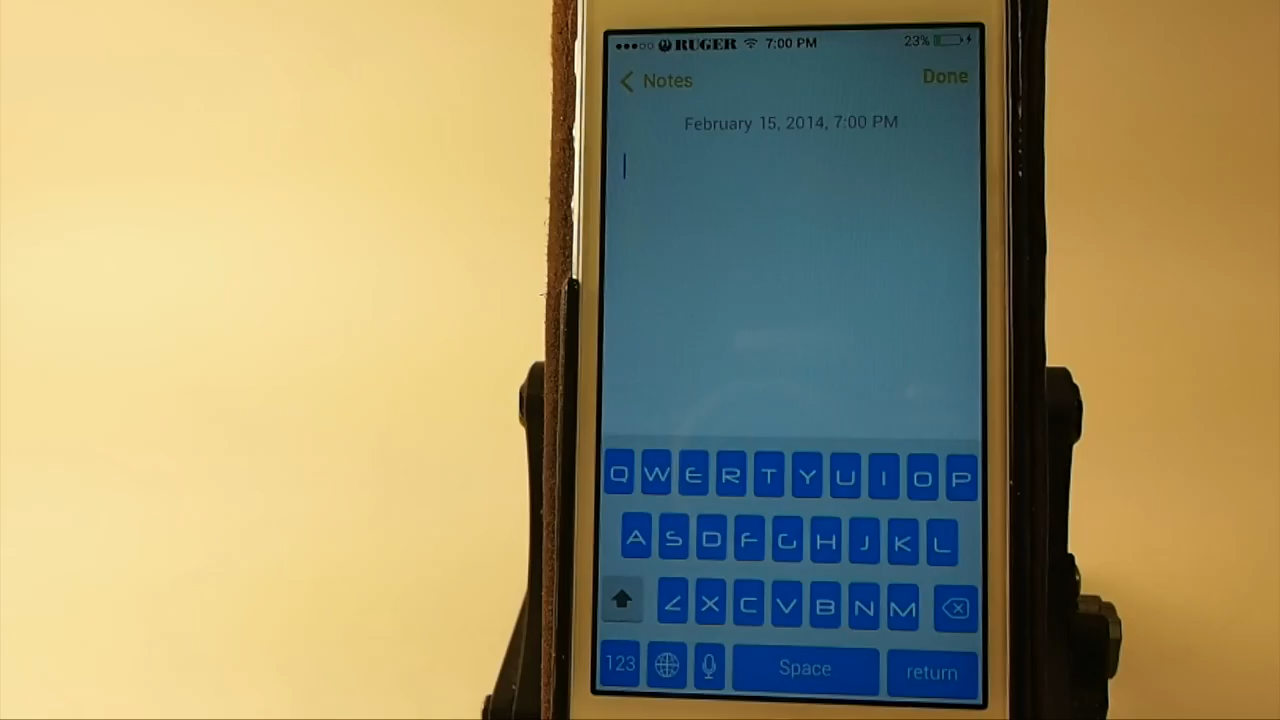 RUGER 7:00 PM 23%
Notes Done
February 15, 2014, 7:00 PM
Q W E R T Y U I O P
A S D F G H J K L
Z X C V B N M
123 Space return